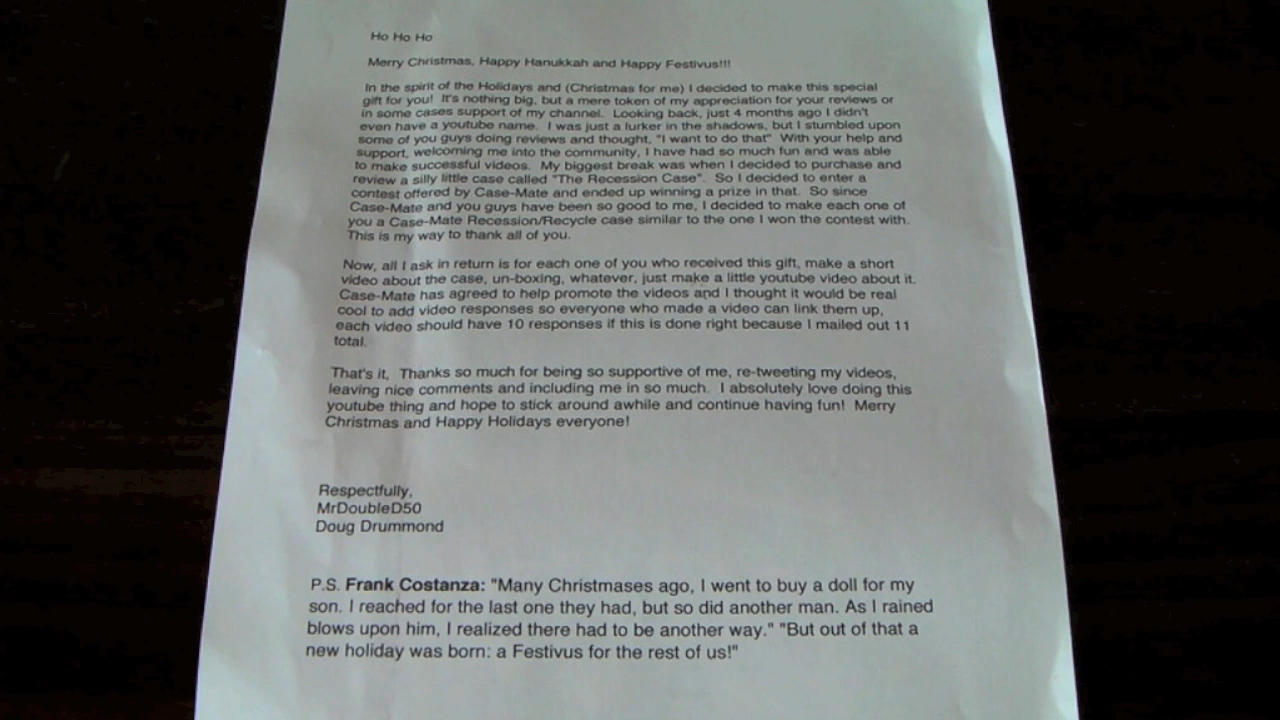 Ho Ho Ho
Merry Christmas, Happy Hanukkah and Happy Festivus!!!
In the spirit of the Holidays and (Christmas for me) I decided to make this special
gift for you! It's nothing big, but a mere token of my appreciation for your reviews or
in some cases support of my channel. Looking back, just 4 months ago I didn't
even have a youtube name. I was just a lurker in the shadows, but I stumbled upon
some of you guys doing reviews and thought, "I want to do that" With your help and
support, welcoming me into the community, I have had so much fun and was able
to make successful videos. My biggest break was when I decided to purchase and
review a silly little case called "The Recession Case". So I decided to enter a
contest offered by Case-Mate and ended up winning a prize in that. So since
Case-Mate and you guys have been so good to me, I decided to make each one of
you a Case-Mate Recession/Recycle case similar to the one I won the contest with.
This is my way to thank all of you.
Now, all I ask in return is for each one of you who received this gift, make a short
video about the case, un-boxing, whatever, just make a little youtube video about it.
Case-Mate has agreed to help promote the videos and I thought it would be real
cool to add video responses so everyone who made a video can link them up,
each video should have 10 responses if this is done right because I mailed out 11
total.
That's it, Thanks so much for being so supportive of me, re-tweeting my videos,
leaving nice comments and including me in so much. I absolutely love doing this
youtube thing and hope to stick around awhile and continue having fun! Merry
Christmas and Happy Holidays everyone!
Respectfully,
MrDoubleD50
Doug Drummond
P.S. Frank Costanza: "Many Christmases ago, I went to buy a doll for my
son. I reached for the last one they had, but so did another man. As I rained
blows upon him, I realized there had to be another way." "But out of that a
new holiday was born: a Festivus for the rest of us!"